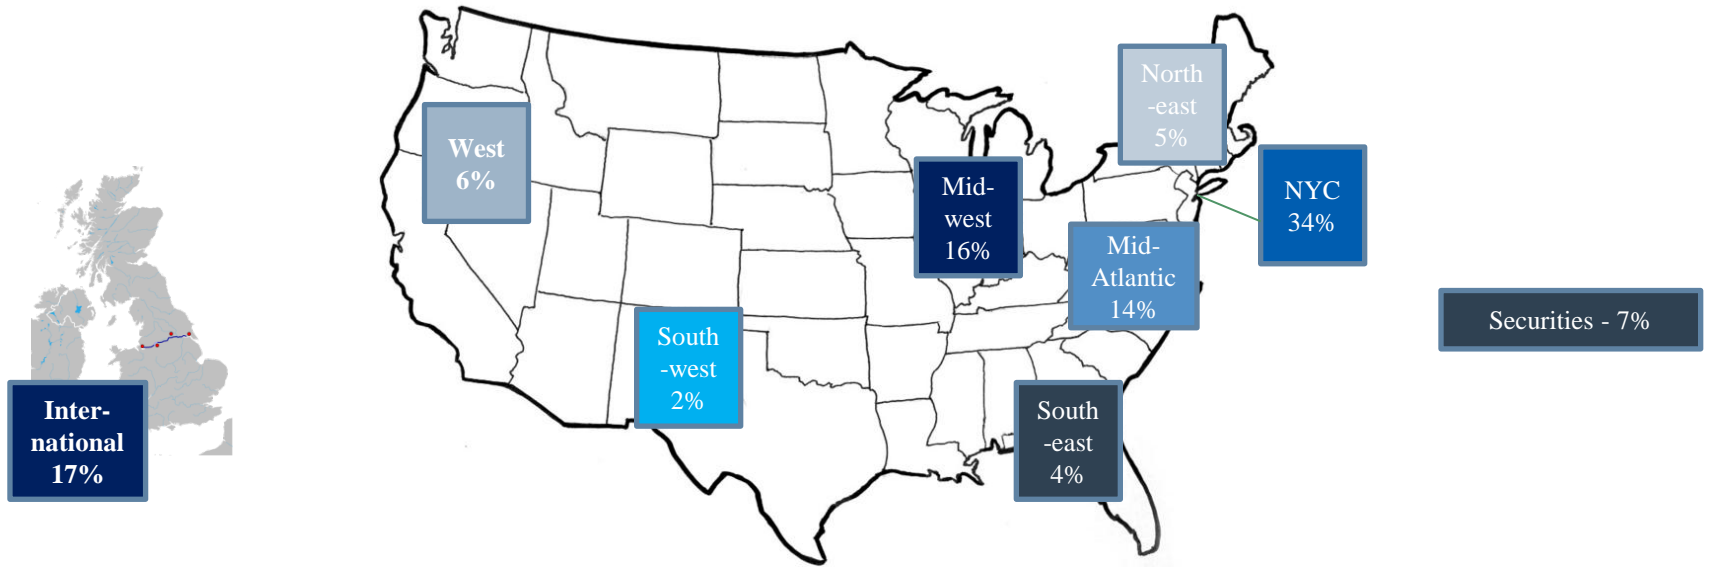 North
-east
5%
West
6%
NYC
34%
Mid-
west
16%
Mid-
Atlantic
14%
Securities - 7%
South
-west
2%
Inter-
national
17%
South
-east
4%